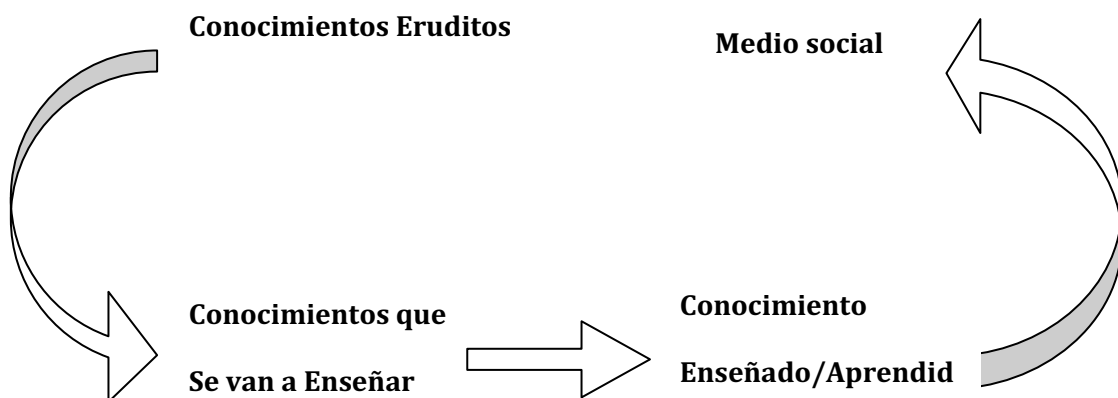 Conocimientos Eruditos
Medio social
Conocimientos que
Se van a Enseñar
Conocimiento
Enseñado/Aprendid